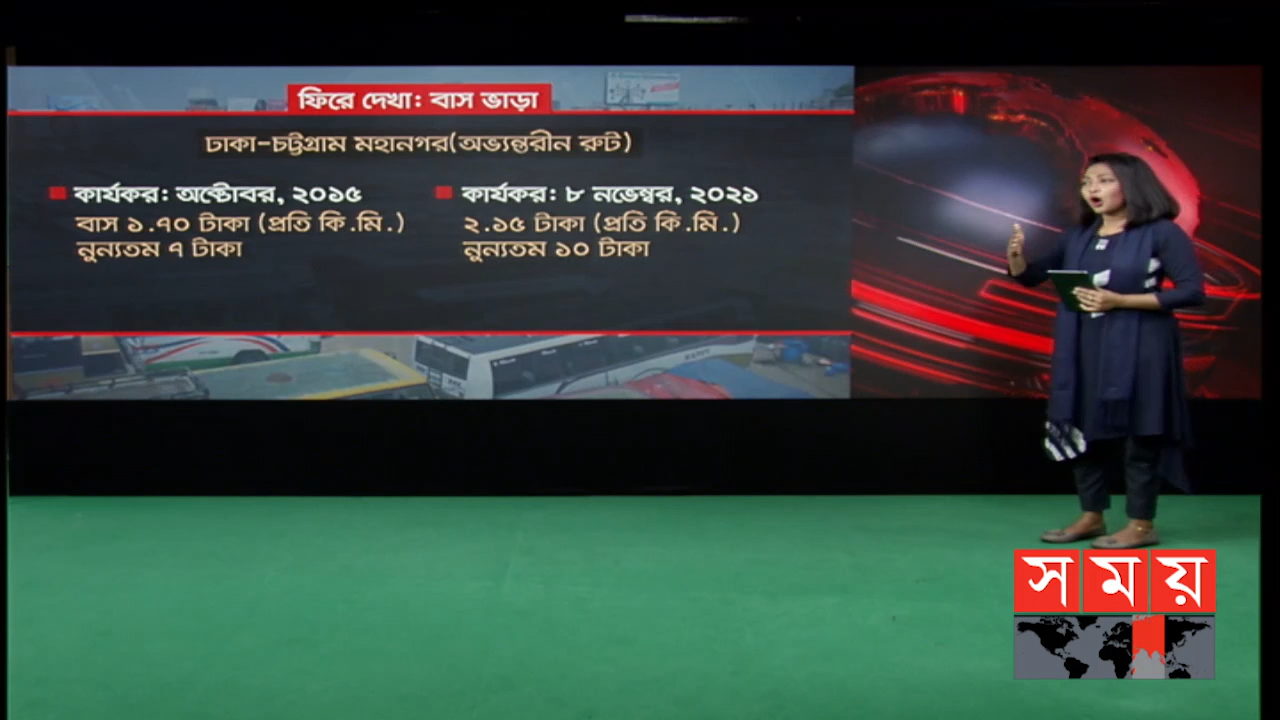 ফিরে দেখা: বাস ভাড়া
ঢাকা-চট্টগ্রাম মহানগর(অভ্যন্তরীন রুট)
কার্যকর: অক্টোবর, ২০১৫
বাস ১.৭০ টাকা (প্রতি কি.মি.)
নুন্যতম ৭ টাকা
কার্যকর: ৮ নভেম্বর, ২০২১
২.১৫ টাকা (প্রতি কি.মি.)
নুন্যতম ১০ টাকা
সময়